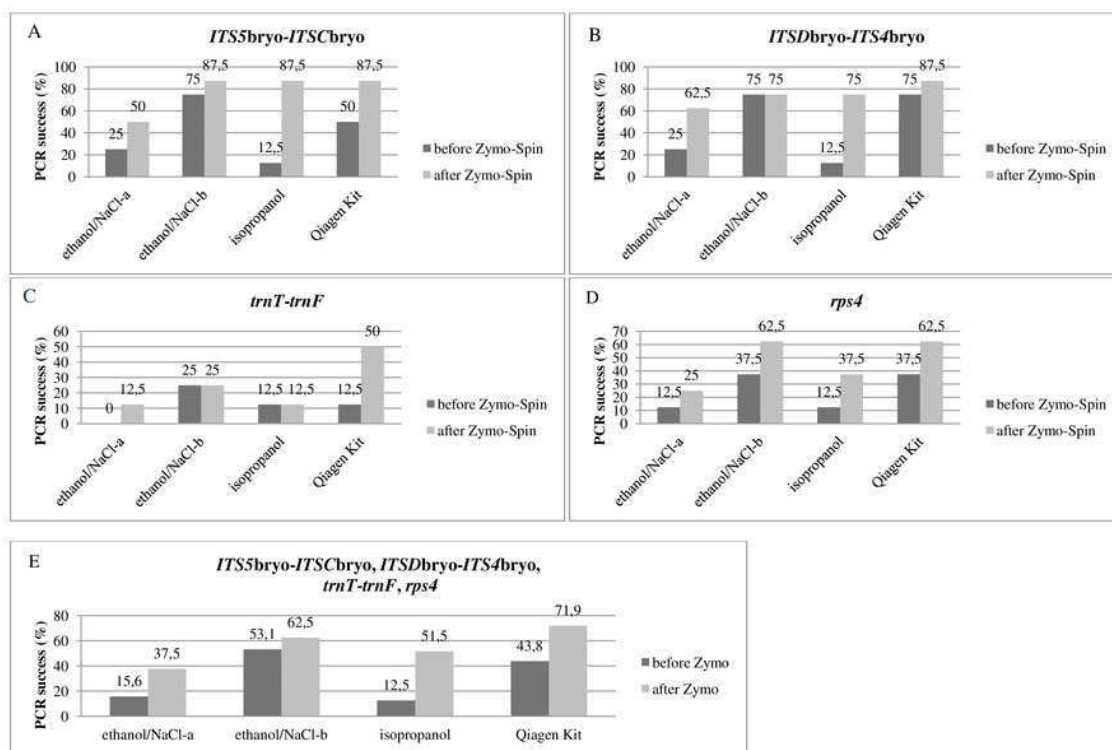 A
ITS5bryo-ITSCbryo
PCR success (%)
100
80
60
40
20
0
25
50
75
87,5
12,5
87,5
50
87,5
ethanol/NaCl-a
ethanol/NaCl-b
isopropanol
Qiagen Kit
before Zymo-Spin
after Zymo-Spin
B
ITSDbryo-ITS4bryo
PCR success (%)
100
80
60
40
20
0
25
62,5
75
75
12,5
75
75
87,5
ethanol/NaCl-a
ethanol/NaCl-b
isopropanol
Qiagen Kit
before Zymo-Spin
after Zymo-Spin
C
trnT-trnF
PCR success (%)
60
50
40
30
20
10
0
0
12,5
25
25
12,5
12,5
12,5
50
ethanol/NaCl-a
ethanol/NaCl-b
isopropanol
Qiagen Kit
before Zymo-Spin
after Zymo-Spin
D
rps4
PCR success (%)
70
60
50
40
30
20
10
0
12,5
25
37,5
62,5
12,5
37,5
37,5
62,5
ethanol/NaCl-a
ethanol/NaCl-b
isopropanol
Qiagen Kit
before Zymo-Spin
after Zymo-Spin
E
ITS5bryo-ITSCbryo, ITSDbryo-ITS4bryo,
trnT-trnF, rps4
PCR success (%)
80
60
40
20
0
15,6
37,5
53,1
62,5
12,5
51,5
43,8
71,9
ethanol/NaCl-a
ethanol/NaCl-b
isopropanol
Qiagen Kit
before Zymo
after Zymo